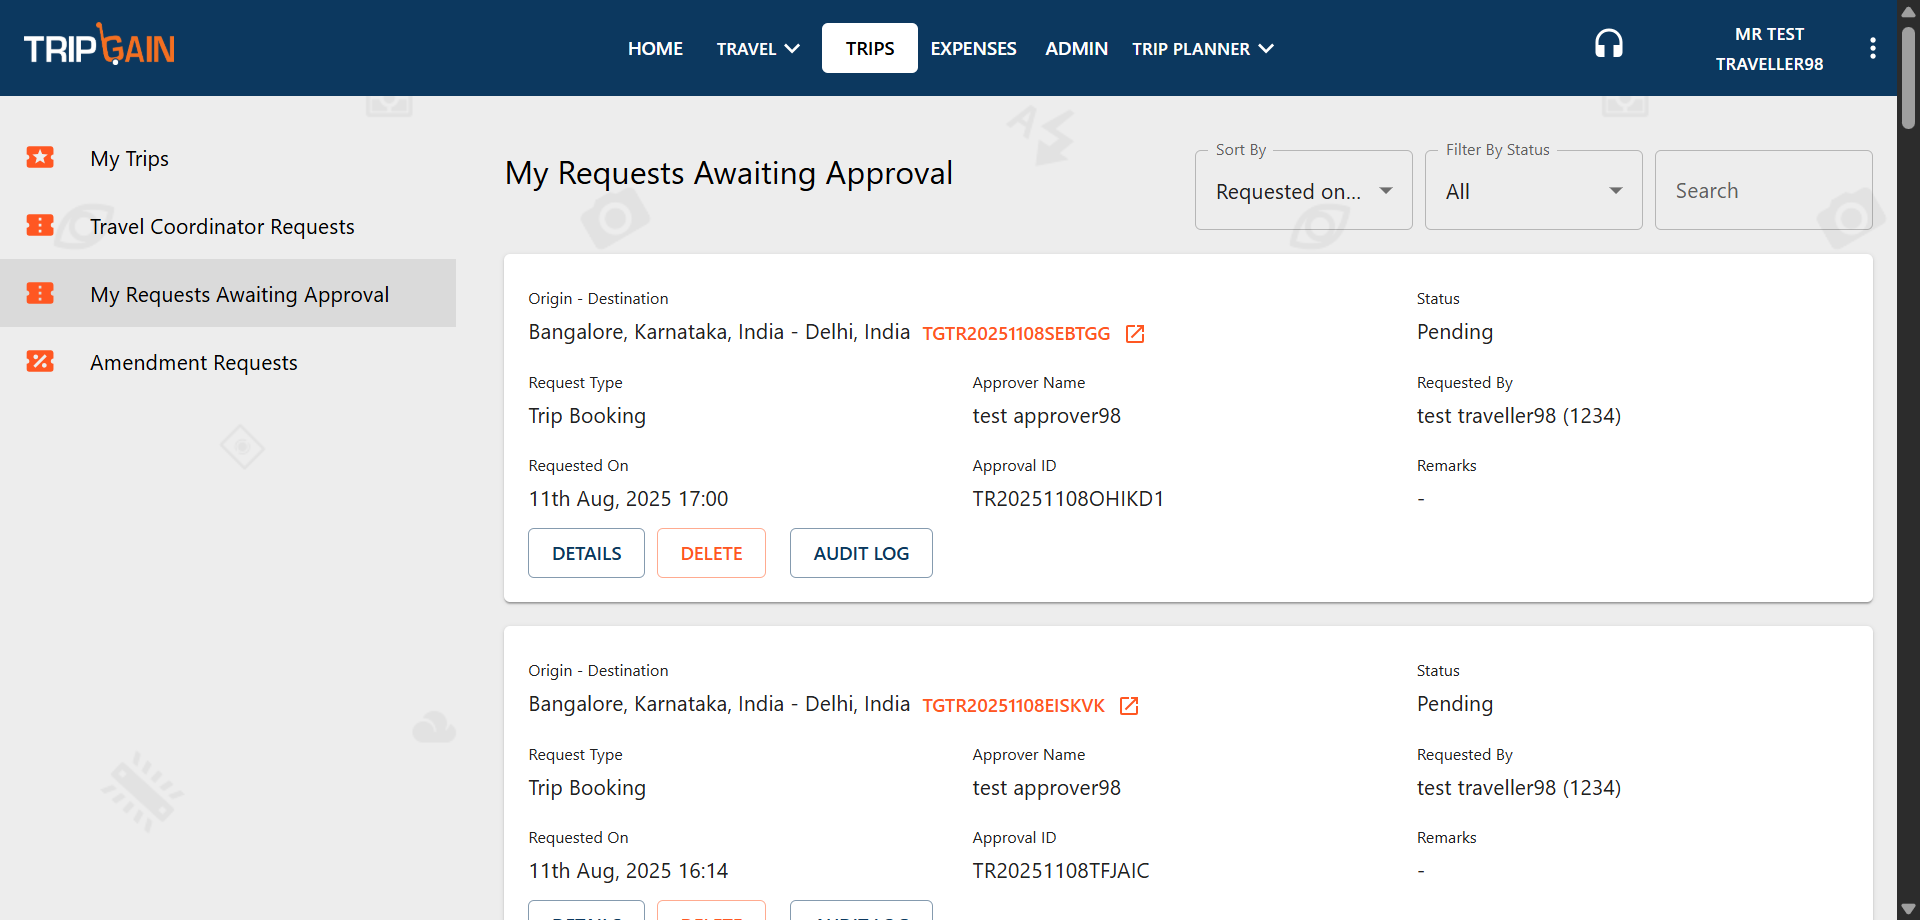 TRIPGAIN
HOME TRAVEL TRIPS EXPENSES ADMIN TRIP PLANNER
MR TEST
TRAVELLER98
My Trips
Travel Coordinator Requests
My Requests Awaiting Approval
Amendment Requests
My Requests Awaiting Approval
Sort By
Requested on...
Filter By Status
All
Search
Origin - Destination
Bangalore, Karnataka, India - Delhi, India TGTR20251108SEBTGG
Status
Pending
Request Type
Trip Booking
Approver Name
test approver98
Requested By
test traveller98 (1234)
Requested On
11th Aug, 2025 17:00
Approval ID
TR20251108OHIKD1
Remarks
-
DETAILS DELETE AUDIT LOG
Origin - Destination
Bangalore, Karnataka, India - Delhi, India TGTR20251108EISKVK
Status
Pending
Request Type
Trip Booking
Approver Name
test approver98
Requested By
test traveller98 (1234)
Requested On
11th Aug, 2025 16:14
Approval ID
TR20251108TFJAIC
Remarks
-
DETAILS DELETE AUDIT LOG